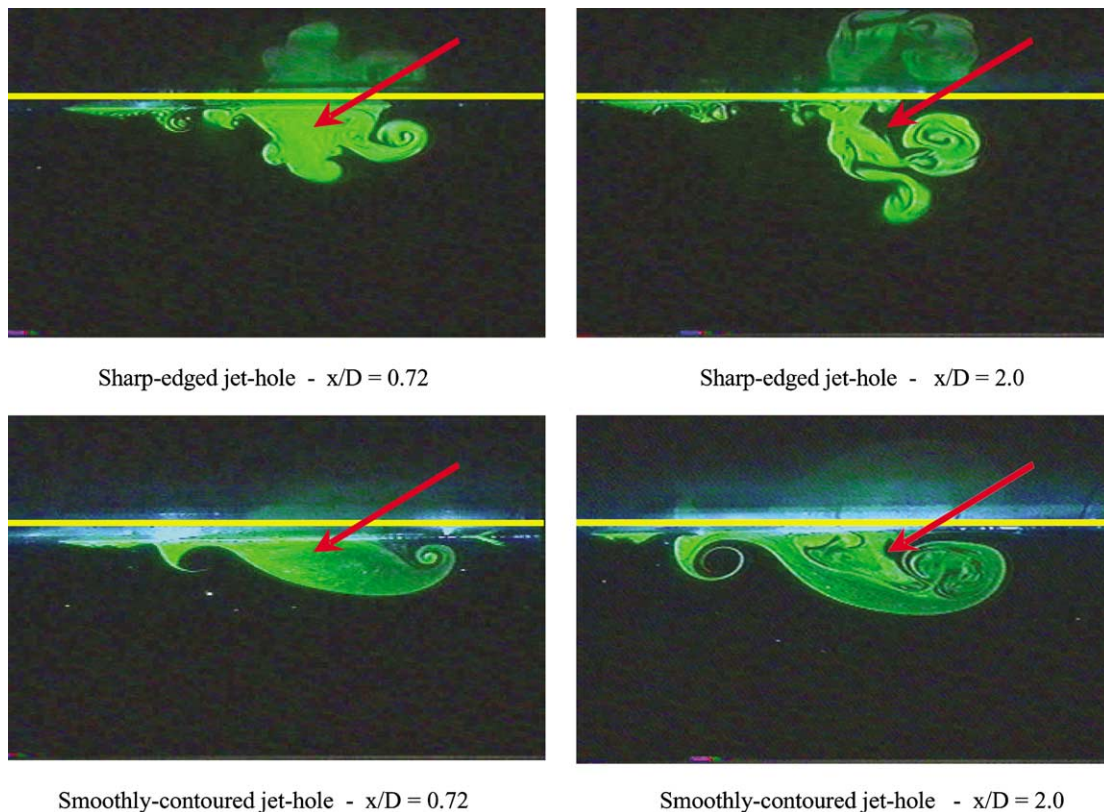 Sharp-edged jet-hole - x/D = 0.72
Sharp-edged jet-hole - x/D = 2.0
Smoothly-contoured jet-hole - x/D = 0.72
Smoothly-contoured jet-hole - x/D = 2.0